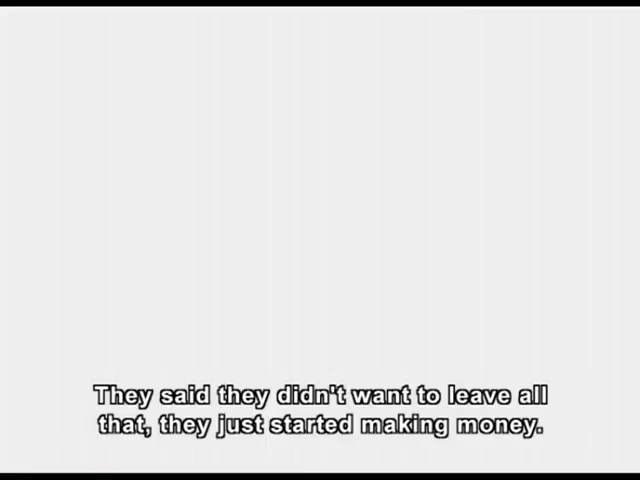 They said they didn't want to leave all
that, they just started making money.